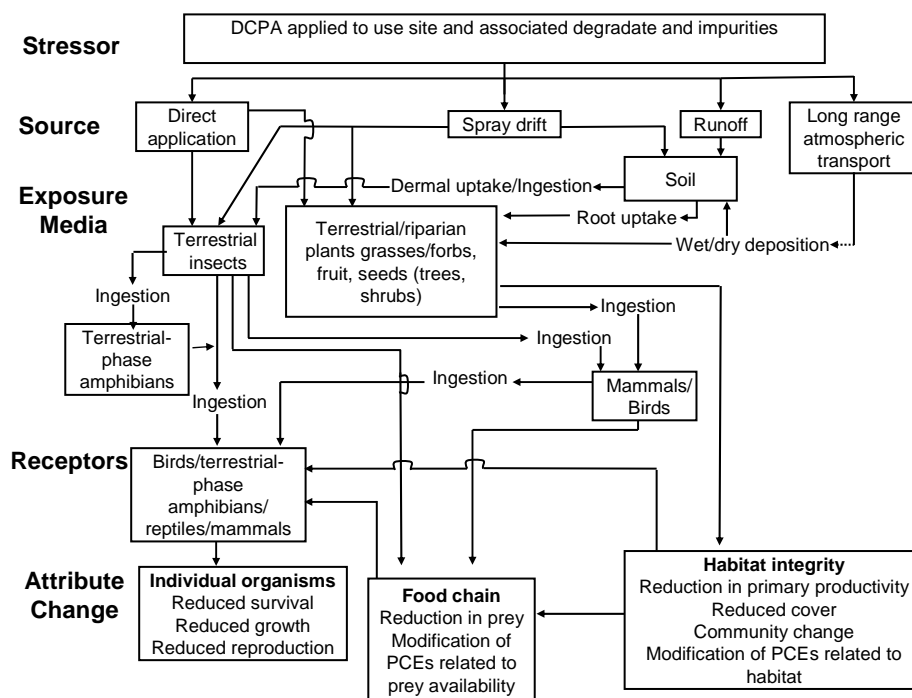 Stressor
DCPA applied to use site and associated degradate and impurities
Source
Direct
application
Spray drift
Runoff
Long range
atmospheric
transport
Exposure
Media
Dermal uptake/Ingestion
Soil
Root uptake
Wet/dry deposition
Terrestrial
insects
Terrestrial/riparian
plants grasses/forbs,
fruit, seeds (trees,
shrubs)
Ingestion
Ingestion
Ingestion
Terrestrial-
phase
amphibians
Ingestion
Ingestion
Mammals/
Birds
Receptors
Birds/terrestrial-
phase
amphibians/
reptiles/mammals
Attribute
Change
Individual organisms
Reduced survival
Reduced growth
Reduced reproduction
Food chain
Reduction in prey
Modification of
PCEs related to
prey availability
Habitat integrity
Reduction in primary productivity
Reduced cover
Community change
Modification of PCEs related to
habitat